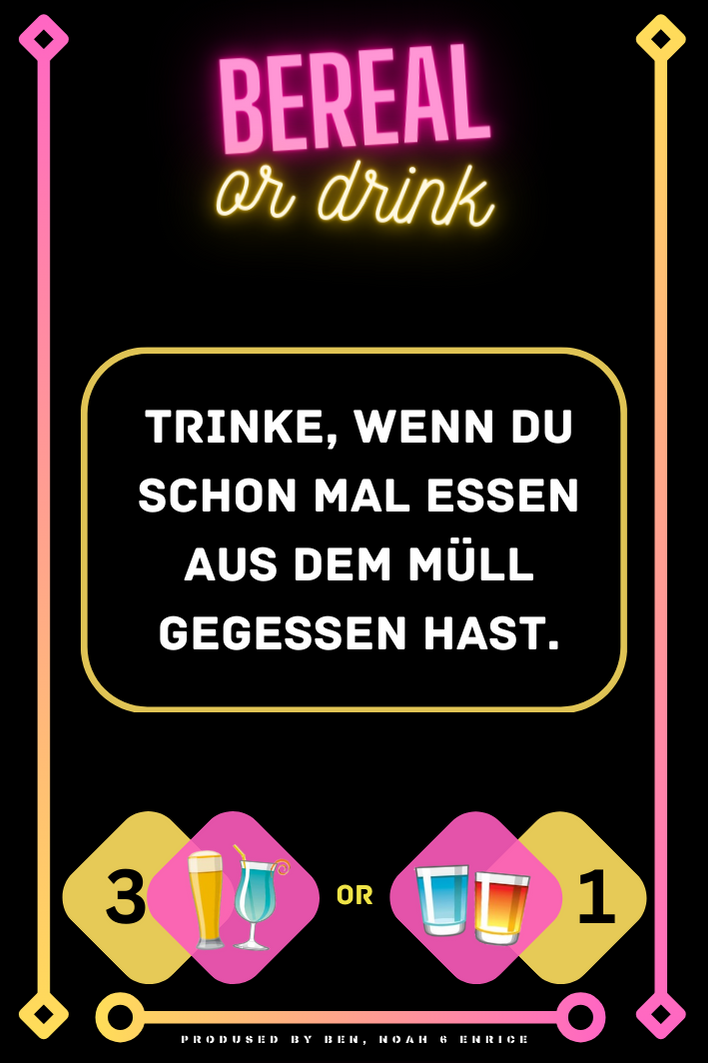 BEREAL
or drink
TRINKE, WENN DU
SCHON MAL ESSEN
AUS DEM MÜLL
GEGESSEN HAST.
3 OR 1
PRODUSED BY BEN, NOAH & ENRICE